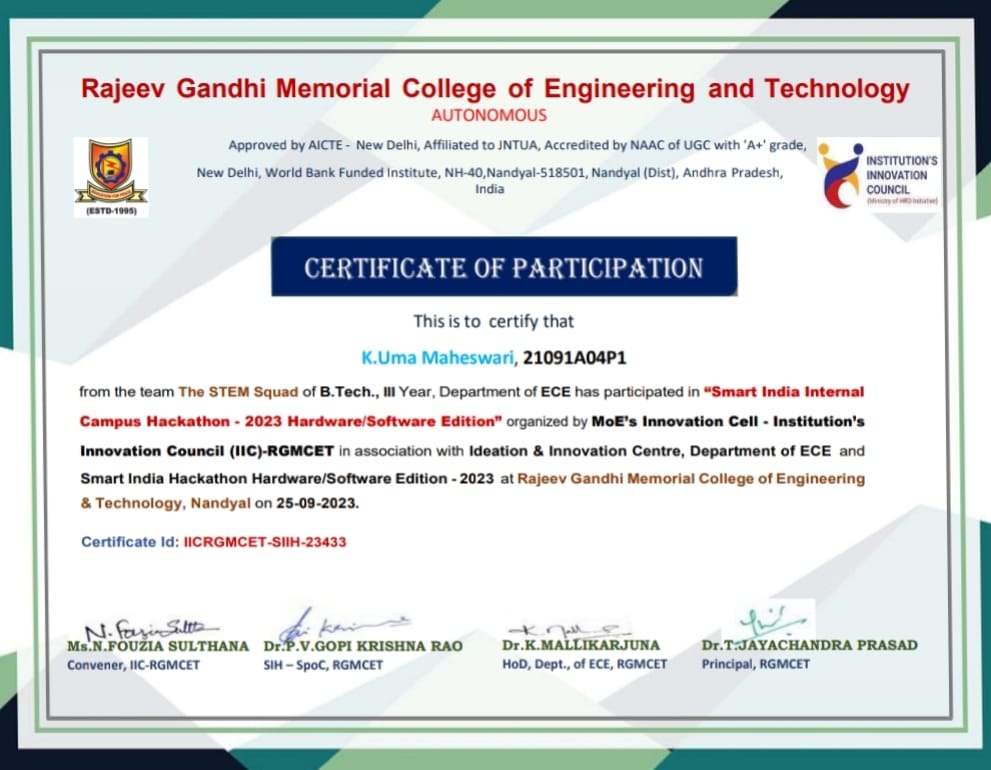 Rajeev Gandhi Memorial College of Engineering and Technology
AUTONOMOUS
Approved by AICTE - New Delhi, Affiliated to JNTUA, Accredited by NAAC of UGC with 'A+' grade,
New Delhi, World Bank Funded Institute, NH-40,Nandyal-518501, Nandyal (Dist), Andhra Pradesh,
India
(ESTD-1995)
INSTITUTION'S
INNOVATION
COUNCIL
(Ministry of HRD Initiative)
CERTIFICATE OF PARTICIPATION
This is to certify that
K.Uma Maheswari, 21091A04P1
from the team The STEM Squad of B.Tech., III Year, Department of ECE has participated in “Smart India Internal
Campus Hackathon - 2023 Hardware/Software Edition” organized by MoE’s Innovation Cell - Institution’s
Innovation Council (IIC)-RGMCET in association with Ideation & Innovation Centre, Department of ECE and
Smart India Hackathon Hardware/Software Edition - 2023 at Rajeev Gandhi Memorial College of Engineering
& Technology, Nandyal on 25-09-2023.
Certificate Id: IICRGMCET-SIIH-23433
N. Fouzia Sulthana
Ms.N.FOUZIA SULTHANA Dr.P.V.GOPI KRISHNA RAO Dr.K.MALLIKARJUNA Dr.T.JAYACHANDRA PRASAD
Convener, IIC-RGMCET SIH – SpoC, RGMCET HoD, Dept., of ECE, RGMCET Principal, RGMCET